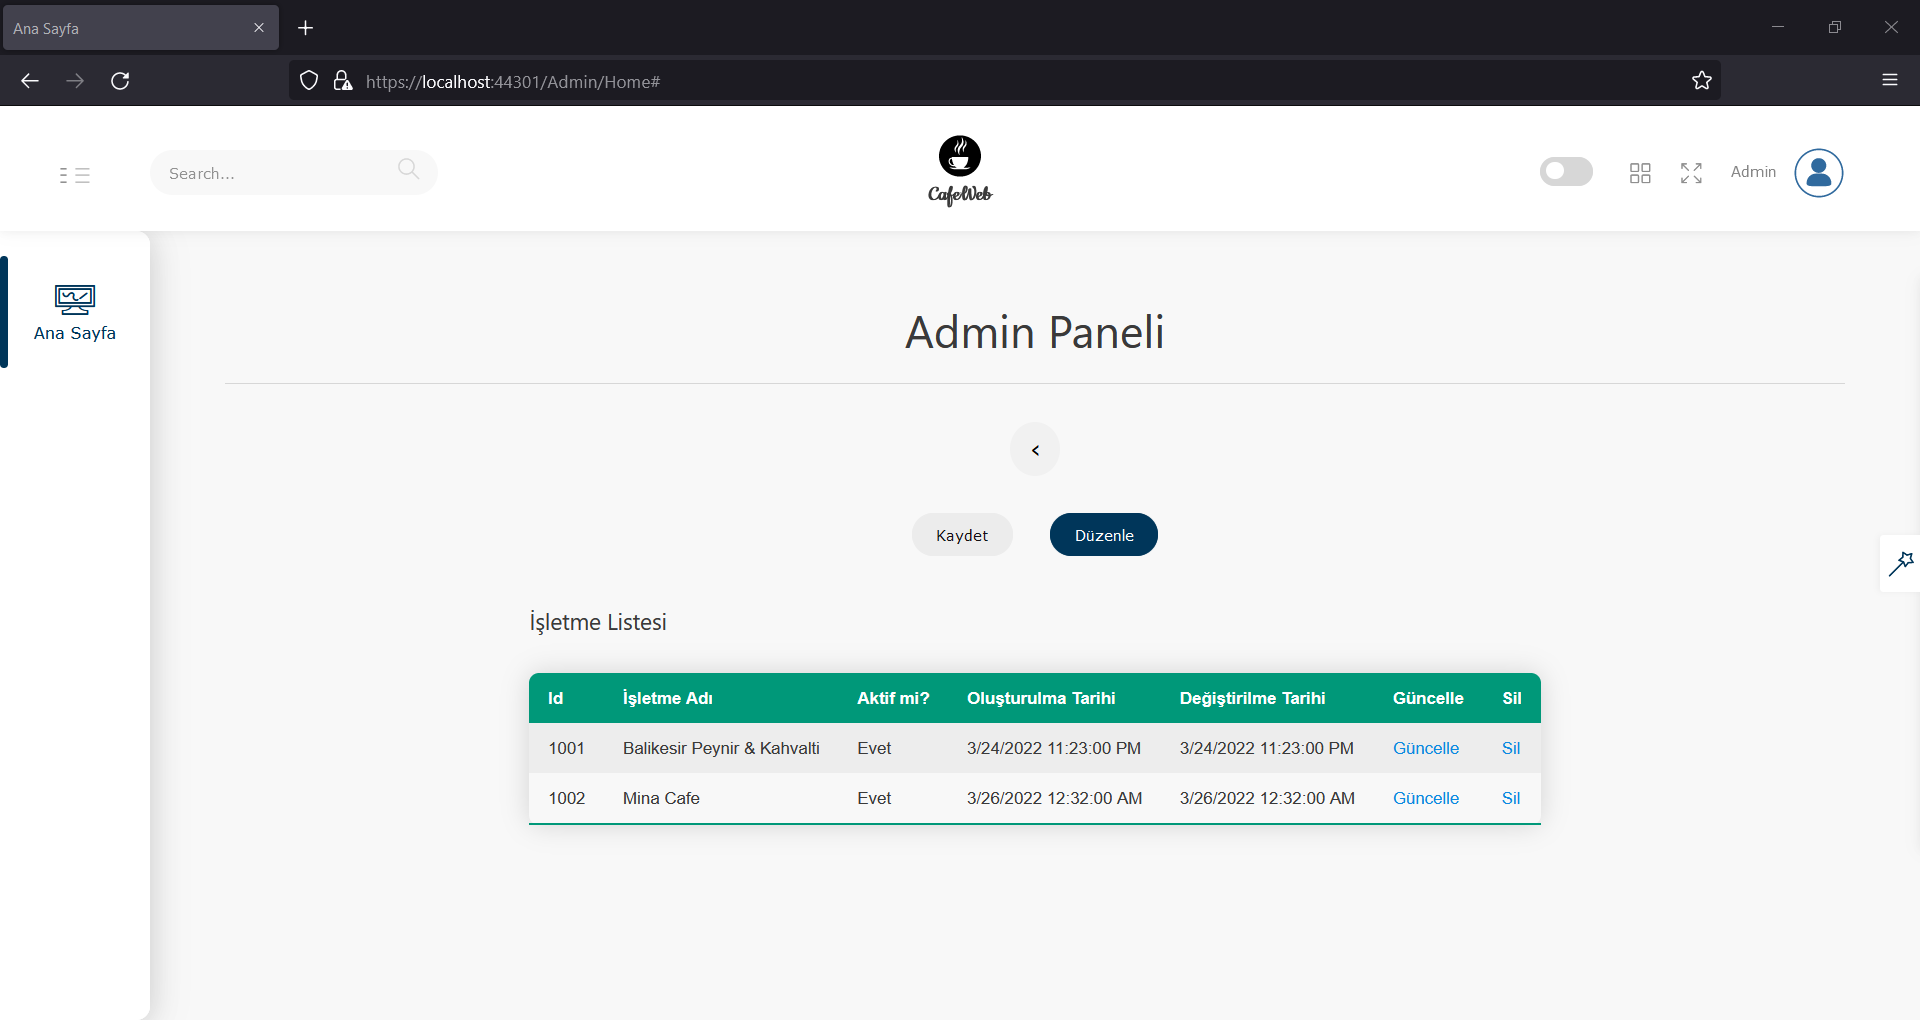 Ana Sayfa
https://localhost:44301/Admin/Home#
Search...
CafeWeb
Admin
Ana Sayfa
Admin Paneli
<
Kaydet Düzenle
İşletme Listesi
Id İşletme Adı Aktif mi? Oluşturulma Tarihi Değiştirilme Tarihi Güncelle Sil
1001 Balikesir Peynir & Kahvalti Evet 3/24/2022 11:23:00 PM 3/24/2022 11:23:00 PM Güncelle Sil
1002 Mina Cafe Evet 3/26/2022 12:32:00 AM 3/26/2022 12:32:00 AM Güncelle Sil